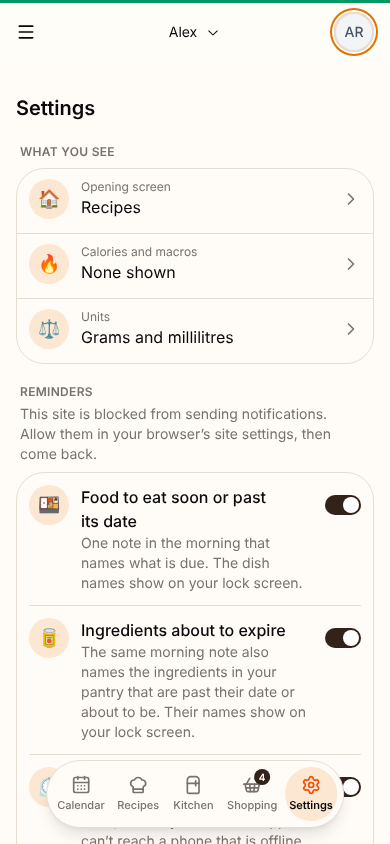 Alex
AR
Settings
WHAT YOU SEE
Opening screen
Recipes
Calories and macros
None shown
Units
Grams and millilitres
REMINDERS
This site is blocked from sending notifications.
Allow them in your browser’s site settings, then
come back.
Food to eat soon or past
its date
One note in the morning that
names what is due. The dish
names show on your lock screen.
Ingredients about to expire
The same morning note also
names the ingredients in your
pantry that are past their date or
about to be. Their names show on
your lock screen.
4
Calendar
Recipes
Kitchen
Shopping
Settings
can’t reach a phone that is offline